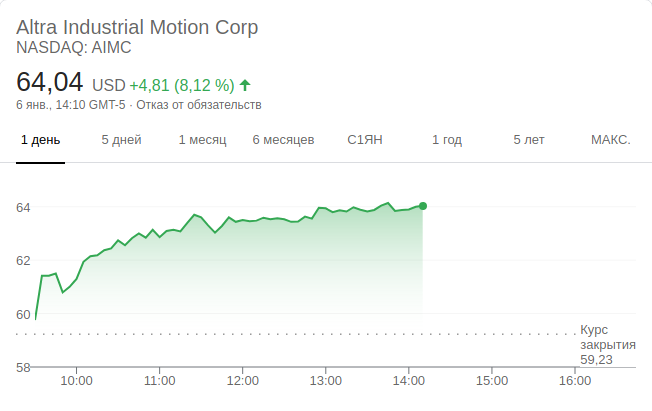 Altra Industrial Motion Corp
NASDAQ: AIMC
64,04 USD +4,81 (8,12 %)
6 янв., 14:10 GMT-5 · Отказ от обязательств
1 день 5 дней 1 месяц 6 месяцев С1ЯН 1 год 5 лет МАКС.
64
62
60
58
Курс
закрытия
59,23
10:00 11:00 12:00 13:00 14:00 15:00 16:00